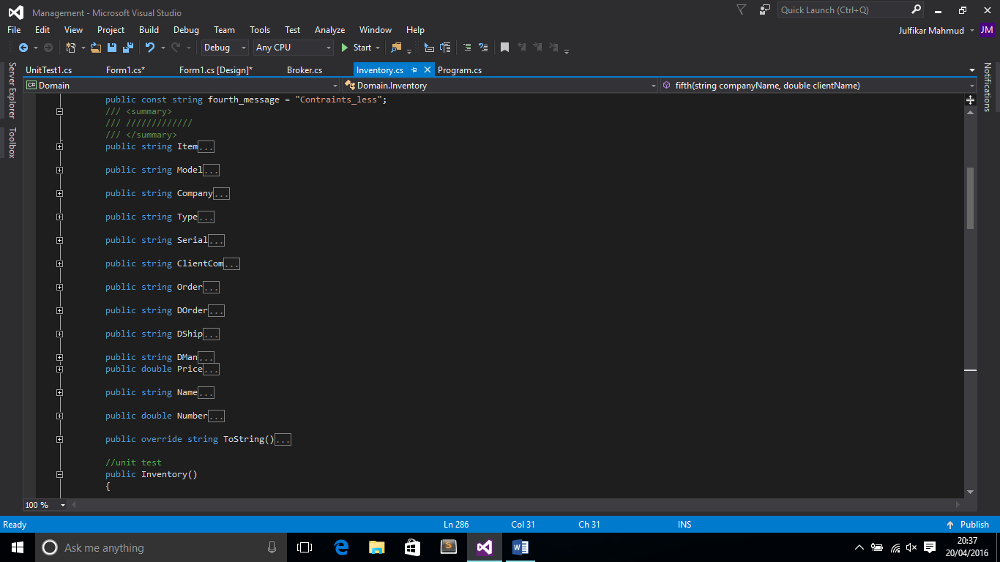 Management - Microsoft Visual Studio
Quick Launch (Ctrl+Q)
File Edit View Project Build Debug Team Tools Test Analyze Window Help
Julfikar Mahmud JM
Debug Any CPU Start
Server Explorer
Toolbox
Notifications
UnitTest1.cs Form1.cs* Form1.cs [Design]* Broker.cs Inventory.cs Program.cs
C# Domain Domain.Inventory fifth(string companyName, double clientName)
public const string fourth_message = "Contraints_less";
/// <summary>
/// /////////////
/// </summary>
public string Item...
public string Model...
public string Company...
public string Type...
public string Serial...
public string ClientCom...
public string Order...
public string DOrder...
public string DShip...
public string DMan...
public double Price...
public string Name...
public double Number...
public override string ToString()...
//unit test
public Inventory()
{
100 %
Ready Ln 286 Col 31 Ch 31 INS Publish
Ask me anything
20:37
20/04/2016